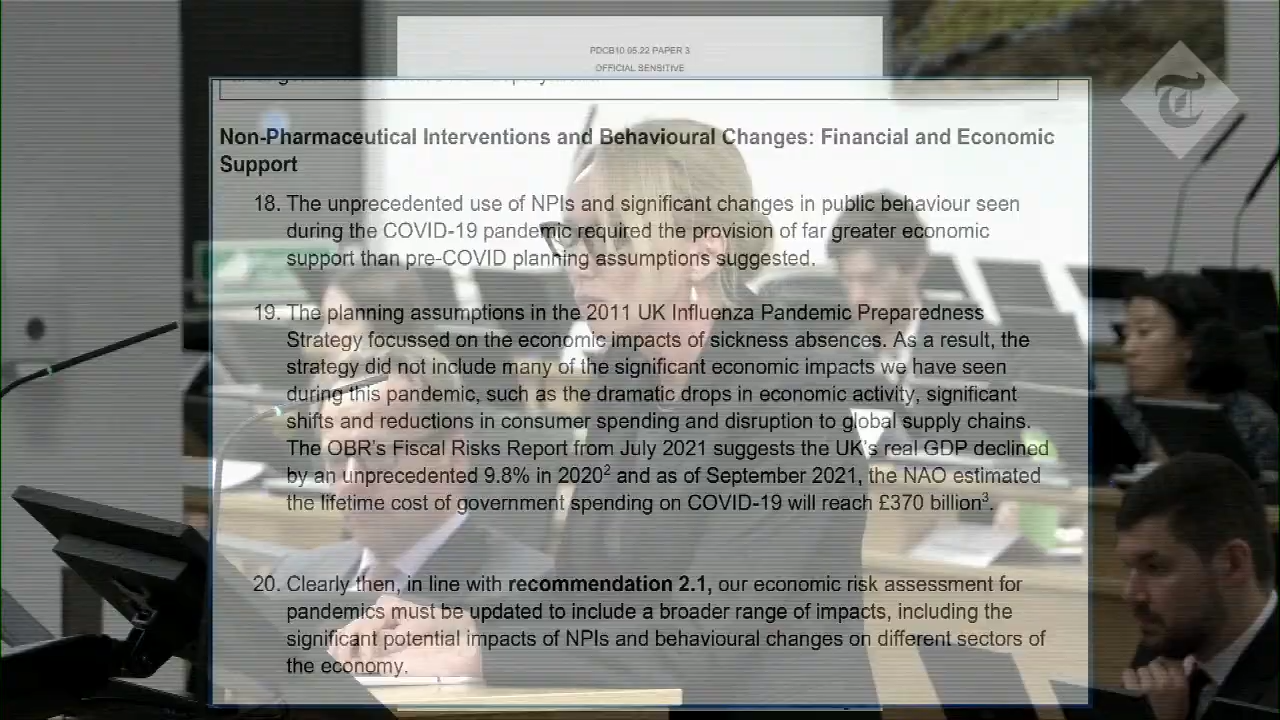 PDCB10.05.22 PAPER 3
OFFICIAL SENSITIVE
Non-Pharmaceutical Interventions and Behavioural Changes: Financial and Economic
Support
18. The unprecedented use of NPIs and significant changes in public behaviour seen
during the COVID-19 pandemic required the provision of far greater economic
support than pre-COVID planning assumptions suggested.
19. The planning assumptions in the 2011 UK Influenza Pandemic Preparedness
Strategy focussed on the economic impacts of sickness absences. As a result, the
strategy did not include many of the significant economic impacts we have seen
during this pandemic, such as the dramatic drops in economic activity, significant
shifts and reductions in consumer spending and disruption to global supply chains.
The OBR's Fiscal Risks Report from July 2021 suggests the UK's real GDP declined
by an unprecedented 9.8% in 2020² and as of September 2021, the NAO estimated
the lifetime cost of government spending on COVID-19 will reach £370 billion³.
20. Clearly then, in line with recommendation 2.1, our economic risk assessment for
pandemics must be updated to include a broader range of impacts, including the
significant potential impacts of NPIs and behavioural changes on different sectors of
the economy.